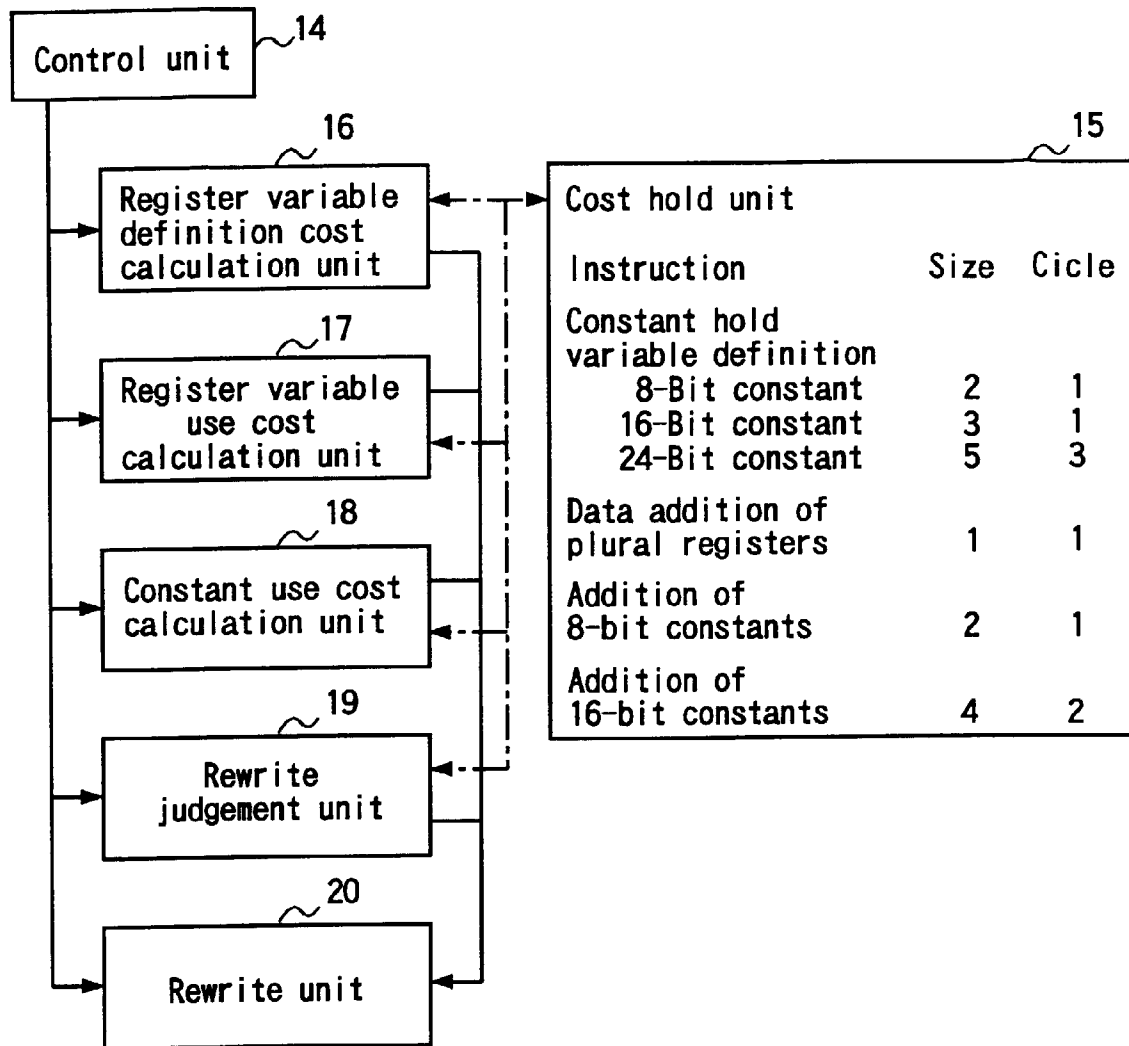 Control unit
14
16
Register variable
definition cost
calculation unit
17
Register variable
use cost
calculation unit
18
Constant use cost
calculation unit
19
Rewrite
judgement unit
20
Rewrite unit
15
Cost hold unit
Instruction Size Cicle
Constant hold
variable definition
8-Bit constant 2 1
16-Bit constant 3 1
24-Bit constant 5 3
Data addition of
plural registers 1 1
Addition of
8-bit constants 2 1
Addition of
16-bit constants 4 2